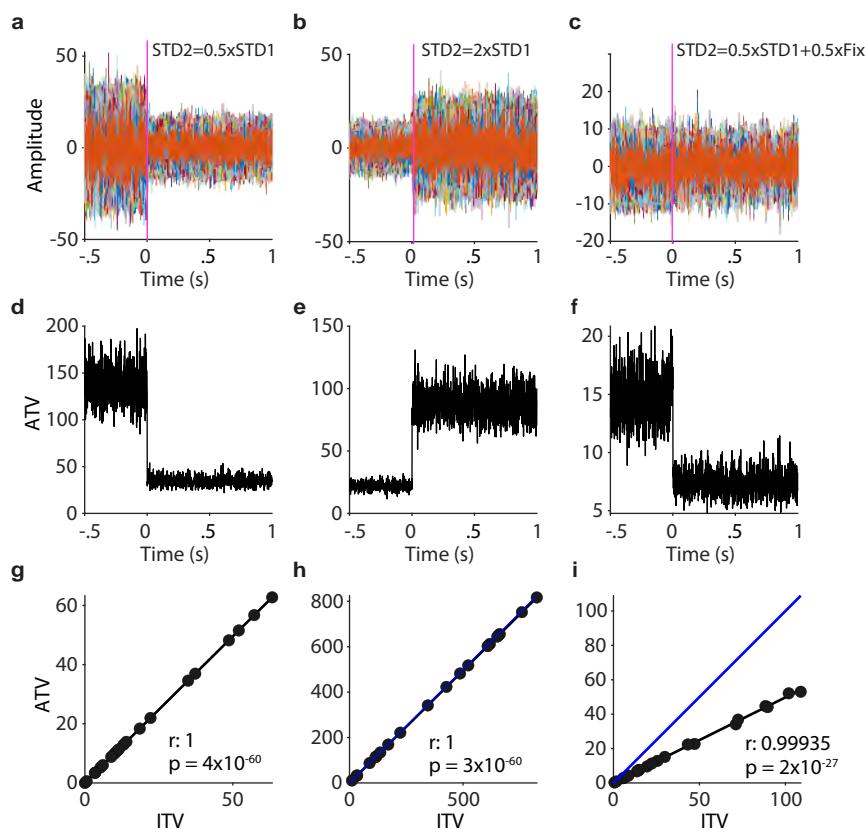 a b c
STD2=0.5xSTD1 STD2=2xSTD1 STD2=0.5xSTD1+0.5xFix
Amplitude
50 0 -50
-.5 0 .5 1
Time (s)
50 0 -50
-.5 0 .5 1
Time (s)
30 20 10 0 -10 -20
-.5 0 .5 1
Time (s)
d e f
ATV
200 150 100 50 0
-.5 0 .5 1
Time (s)
150 100 50 0
-.5 0 .5 1
Time (s)
20 15 10 5
-.5 0 .5 1
Time (s)
g h i
ATV
60 40 20 0
r: 1
p = 4x10⁻⁶⁰
0 50
ITV
800 600 400 200 0
r: 1
p = 3x10⁻⁶⁰
0 500
ITV
100 80 60 40 20 0
r: 0.99935
p = 2x10⁻²⁷
0 50 100
ITV